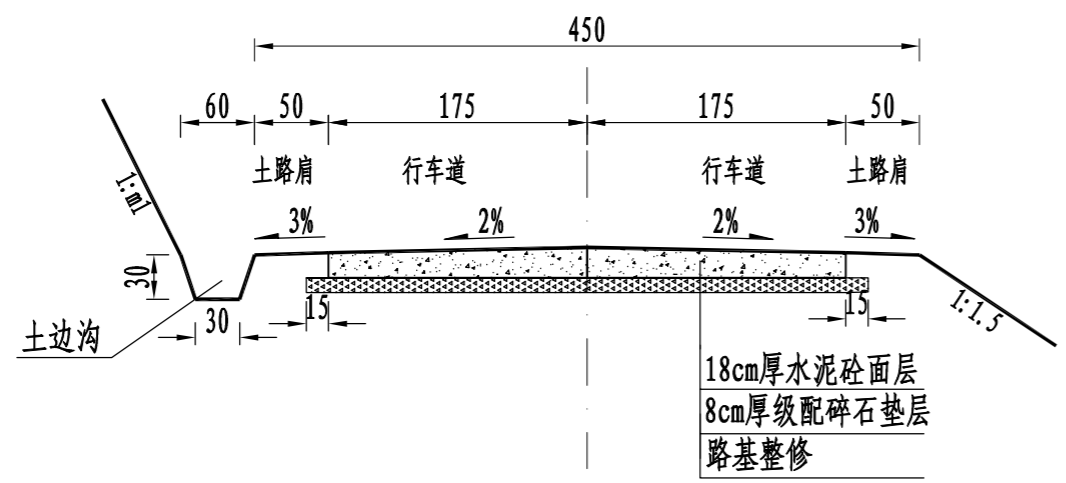 450
60 50 175 175 50
土路肩 行车道 行车道 土路肩
1:m1
3% 2% 2% 3%
30
15 15
30
1:1.5
土边沟
18cm厚水泥砼面层
8cm厚级配碎石垫层
路基整修